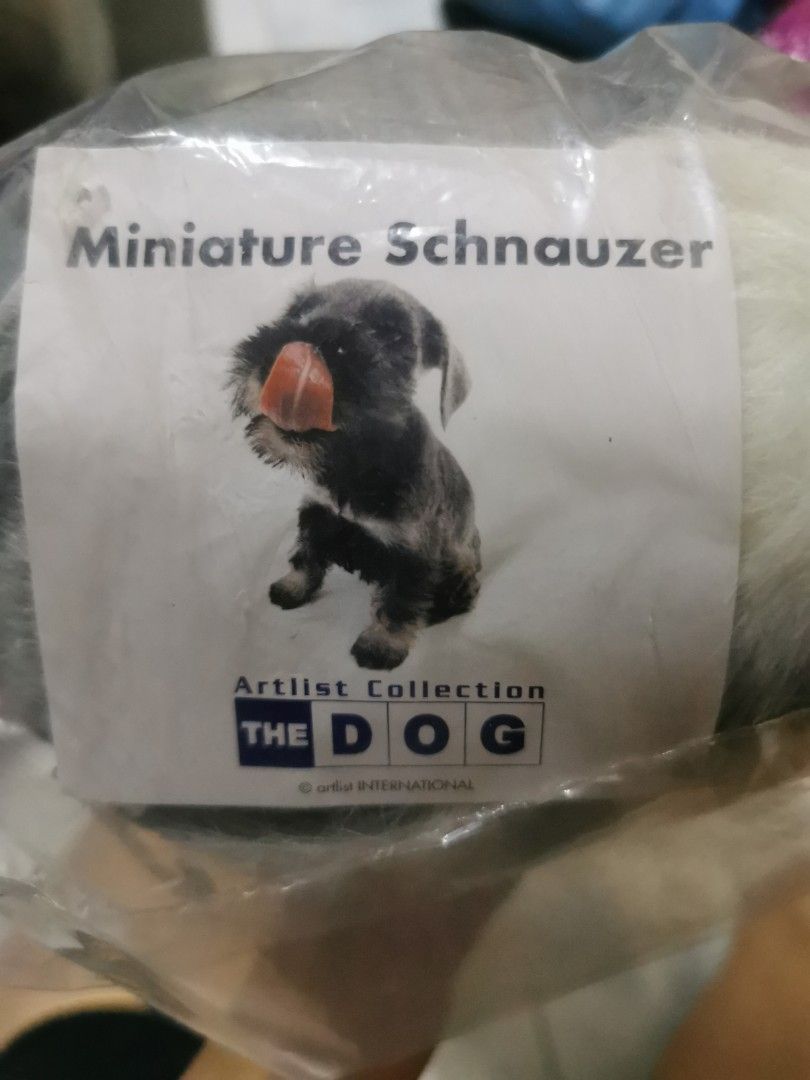 Miniature Schnauzer
Artlist Collection
THE DOG
© artlist INTERNATIONAL